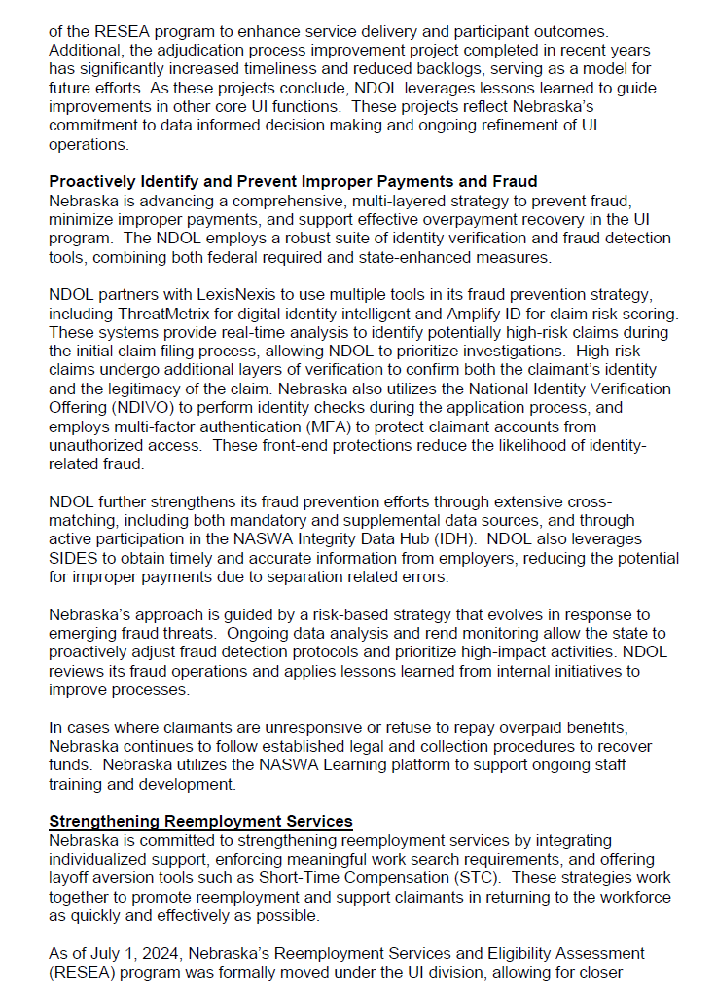 of the RESEA program to enhance service delivery and participant outcomes.
Additional, the adjudication process improvement project completed in recent years
has significantly increased timeliness and reduced backlogs, serving as a model for
future efforts. As these projects conclude, NDOL leverages lessons learned to guide
improvements in other core UI functions.  These projects reflect Nebraska's
commitment to data informed decision making and ongoing refinement of UI
operations.
Proactively Identify and Prevent Improper Payments and Fraud
Nebraska is advancing a comprehensive, multi-layered strategy to prevent fraud,
minimize improper payments, and support effective overpayment recovery in the UI
program.  The NDOL employs a robust suite of identity verification and fraud detection
tools, combining both federal required and state-enhanced measures.
NDOL partners with LexisNexis to use multiple tools in its fraud prevention strategy,
including ThreatMetrix for digital identity intelligent and Amplify ID for claim risk scoring.
These systems provide real-time analysis to identify potentially high-risk claims during
the initial claim filing process, allowing NDOL to prioritize investigations.  High-risk
claims undergo additional layers of verification to confirm both the claimant's identity
and the legitimacy of the claim. Nebraska also utilizes the National Identity Verification
Offering (NDIVO) to perform identity checks during the application process, and
employs multi-factor authentication (MFA) to protect claimant accounts from
unauthorized access.  These front-end protections reduce the likelihood of identity-
related fraud.
NDOL further strengthens its fraud prevention efforts through extensive cross-
matching, including both mandatory and supplemental data sources, and through
active participation in the NASWA Integrity Data Hub (IDH).  NDOL also leverages
SIDES to obtain timely and accurate information from employers, reducing the potential
for improper payments due to separation related errors.
Nebraska's approach is guided by a risk-based strategy that evolves in response to
emerging fraud threats.  Ongoing data analysis and rend monitoring allow the state to
proactively adjust fraud detection protocols and prioritize high-impact activities. NDOL
reviews its fraud operations and applies lessons learned from internal initiatives to
improve processes.
In cases where claimants are unresponsive or refuse to repay overpaid benefits,
Nebraska continues to follow established legal and collection procedures to recover
funds.  Nebraska utilizes the NASWA Learning platform to support ongoing staff
training and development.
Strengthening Reemployment Services
Nebraska is committed to strengthening reemployment services by integrating
individualized support, enforcing meaningful work search requirements, and offering
layoff aversion tools such as Short-Time Compensation (STC).  These strategies work
together to promote reemployment and support claimants in returning to the workforce
as quickly and effectively as possible.
As of July 1, 2024, Nebraska's Reemployment Services and Eligibility Assessment
(RESEA) program was formally moved under the UI division, allowing for closer